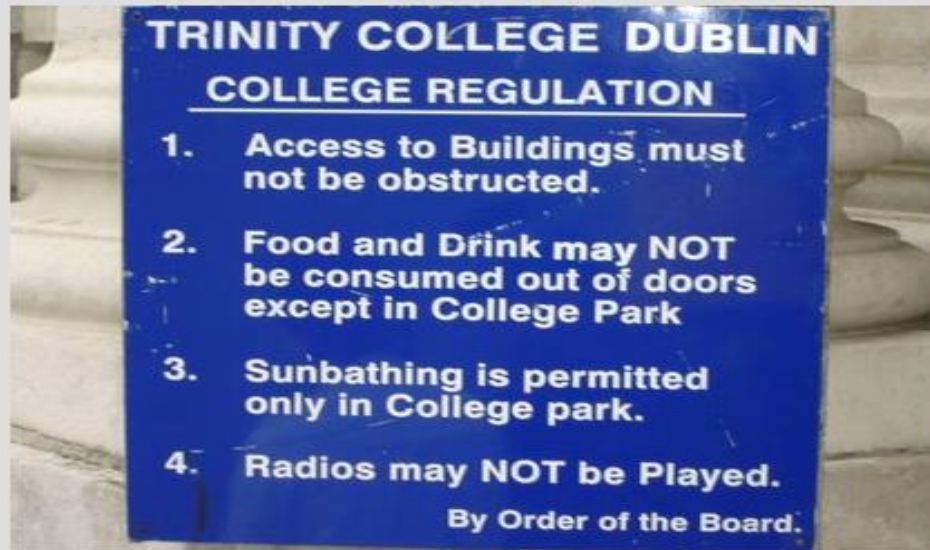 TRINITY COLLEGE DUBLIN
COLLEGE REGULATION
1. Access to Buildings must
not be obstructed.
2. Food and Drink may NOT
be consumed out of doors
except in College Park
3. Sunbathing is permitted
only in College park.
4. Radios may NOT be Played.
By Order of the Board.